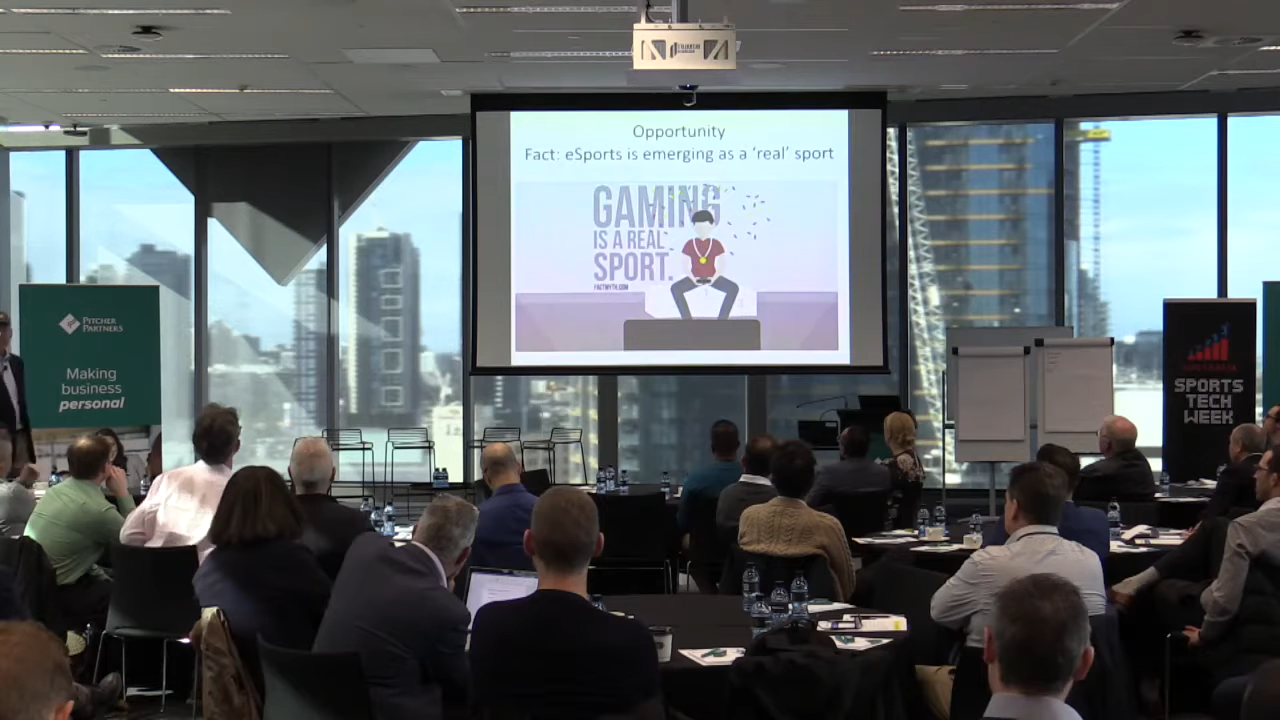 Opportunity
Fact: eSports is emerging as a ‘real’ sport
GAMING
IS A REAL
SPORT.
FACTMYTH.COM
PITCHER
PARTNERS
Making
business
personal
AUSTRALIA
SPORTS
TECH
WEEK